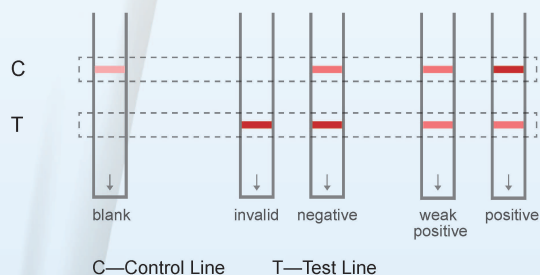 C
T
blank invalid negative weak positive positive
C—Control Line T—Test Line